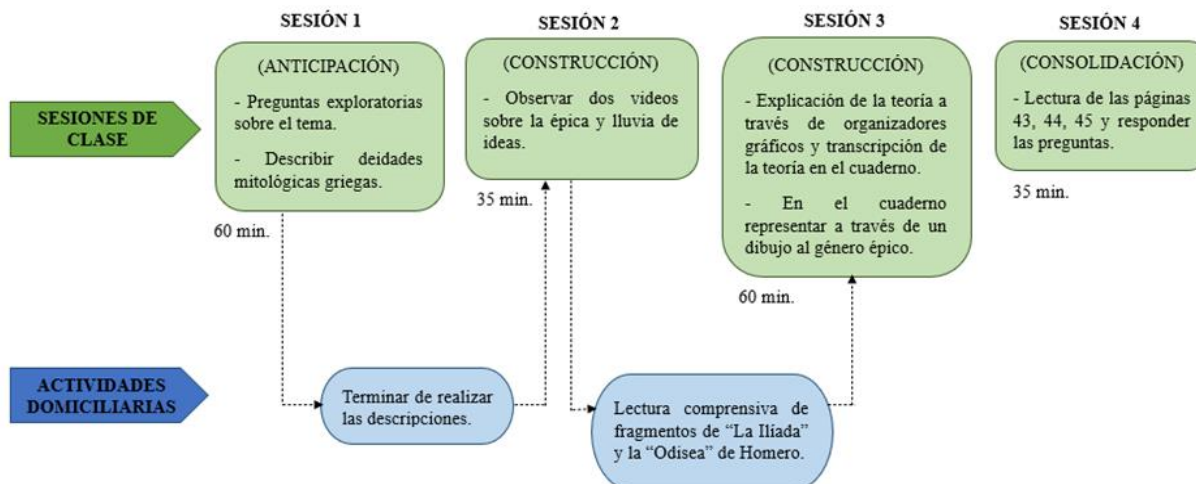 SESIÓN 1
(ANTICIPACIÓN)
- Preguntas exploratorias
sobre el tema.
- Describir deidades
mitológicas griegas.
60 min.
SESIÓN 2
(CONSTRUCCIÓN)
- Observar dos videos
sobre la épica y lluvia de
ideas.
35 min.
SESIÓN 3
(CONSTRUCCIÓN)
- Explicación de la teoría a
través de organizadores
gráficos y transcripción de
la teoría en el cuaderno.
- En el cuaderno
representar a través de un
dibujo al género épico.
60 min.
SESIÓN 4
(CONSOLIDACIÓN)
- Lectura de las páginas
43, 44, 45 y responder
las preguntas.
35 min.
SESIONES DE
CLASE
ACTIVIDADES
DOMICILIARIAS
Terminar de realizar
las descripciones.
Lectura comprensiva de
fragmentos de “La Ilíada”
y la “Odisea” de Homero.